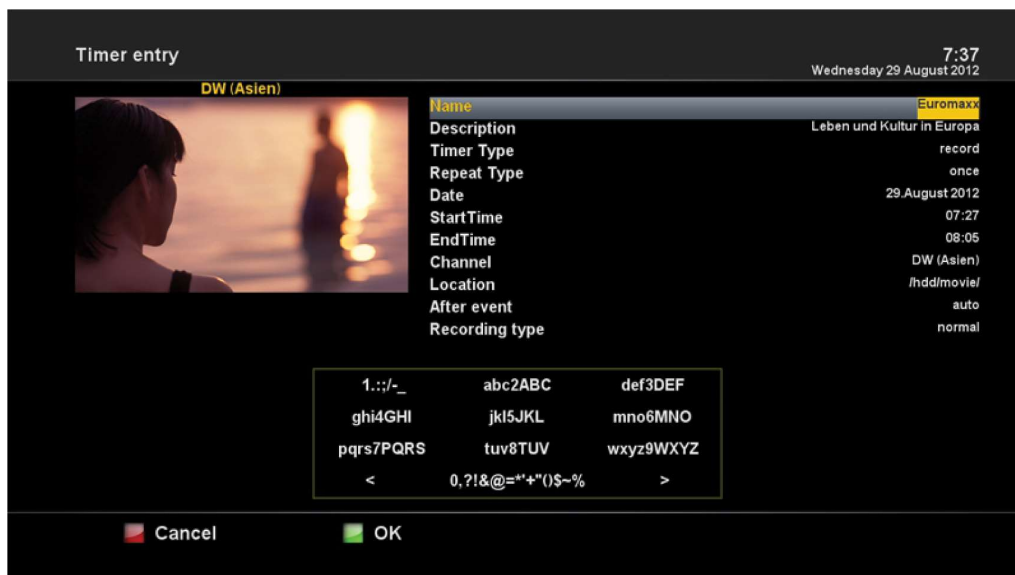 Timer entry
7:37
Wednesday 29 August 2012
DW (Asien)
Name Euromaxx
Description Leben und Kultur in Europa
Timer Type record
Repeat Type once
Date 29.August 2012
StartTime 07:27
EndTime 08:05
Channel DW (Asien)
Location /hdd/movie/
After event auto
Recording type normal
1.:;/-_ abc2ABC def3DEF
ghi4GHI jkl5JKL mno6MNO
pqrs7PQRS tuv8TUV wxyz9WXYZ
< 0,?!&@=*'+"()$~% >
Cancel OK